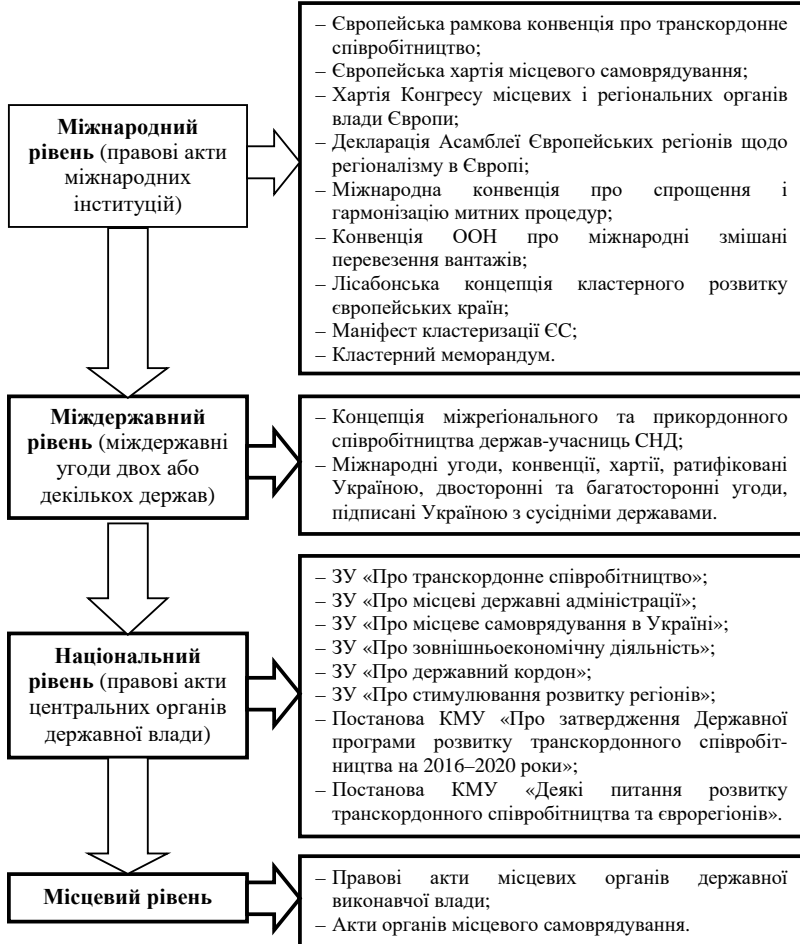 – Європейська рамкова конвенція про транскордонне
співробітництво;
– Європейська хартія місцевого самоврядування;
– Хартія Конгресу місцевих і регіональних органів
влади Європи;
– Декларація Асамблеї Європейських регіонів щодо
регіоналізму в Європі;
– Міжнародна конвенція про спрощення і
гармонізацію митних процедур;
– Конвенція ООН про міжнародні змішані
перевезення вантажів;
– Лісабонська концепція кластерного розвитку
європейських країн;
– Маніфест кластеризації ЄС;
– Кластерний меморандум.
Міжнародний
рівень (правові акти
міжнародних
інституцій)
Міждержавний
рівень (міждержавні
угоди двох або
декількох держав)
– Концепція міжреґіонального та прикордонного
співробітництва держав-учасниць СНД;
– Міжнародні угоди, конвенції, хартії, ратифіковані
Україною, двосторонні та багатосторонні угоди,
підписані Україною з сусідніми державами.
Національний
рівень (правові акти
центральних органів
державної влади)
– ЗУ «Про транскордонне співробітництво»;
– ЗУ «Про місцеві державні адміністрації»;
– ЗУ «Про місцеве самоврядування в Україні»;
– ЗУ «Про зовнішньоекономічну діяльність»;
– ЗУ «Про державний кордон»;
– ЗУ «Про стимулювання розвитку регіонів»;
– Постанова КМУ «Про затвердження Державної
програми розвитку транскордонного співробіт-
ництва на 2016–2020 роки»;
– Постанова КМУ «Деякі питання розвитку
транскордонного співробітництва та єврорегіонів».
Місцевий рівень
– Правові акти місцевих органів державної
виконавчої влади;
– Акти органів місцевого самоврядування.